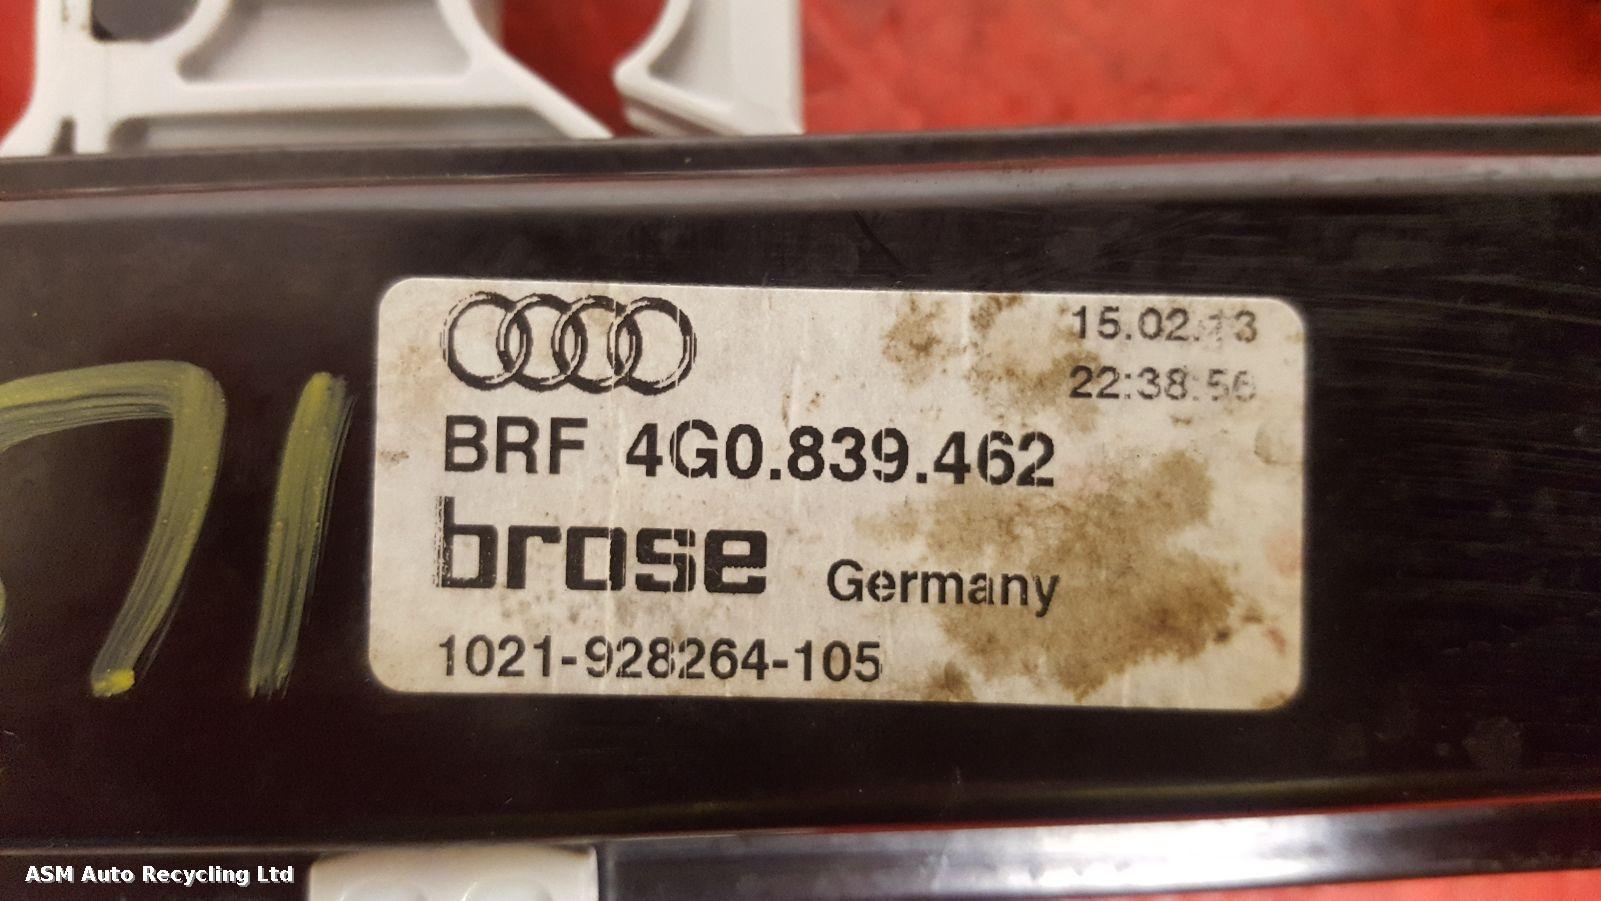 15.02.13
22:38:56
BRF 4G0.839.462
brose Germany
1021-928264-105
71
ASM Auto Recycling Ltd